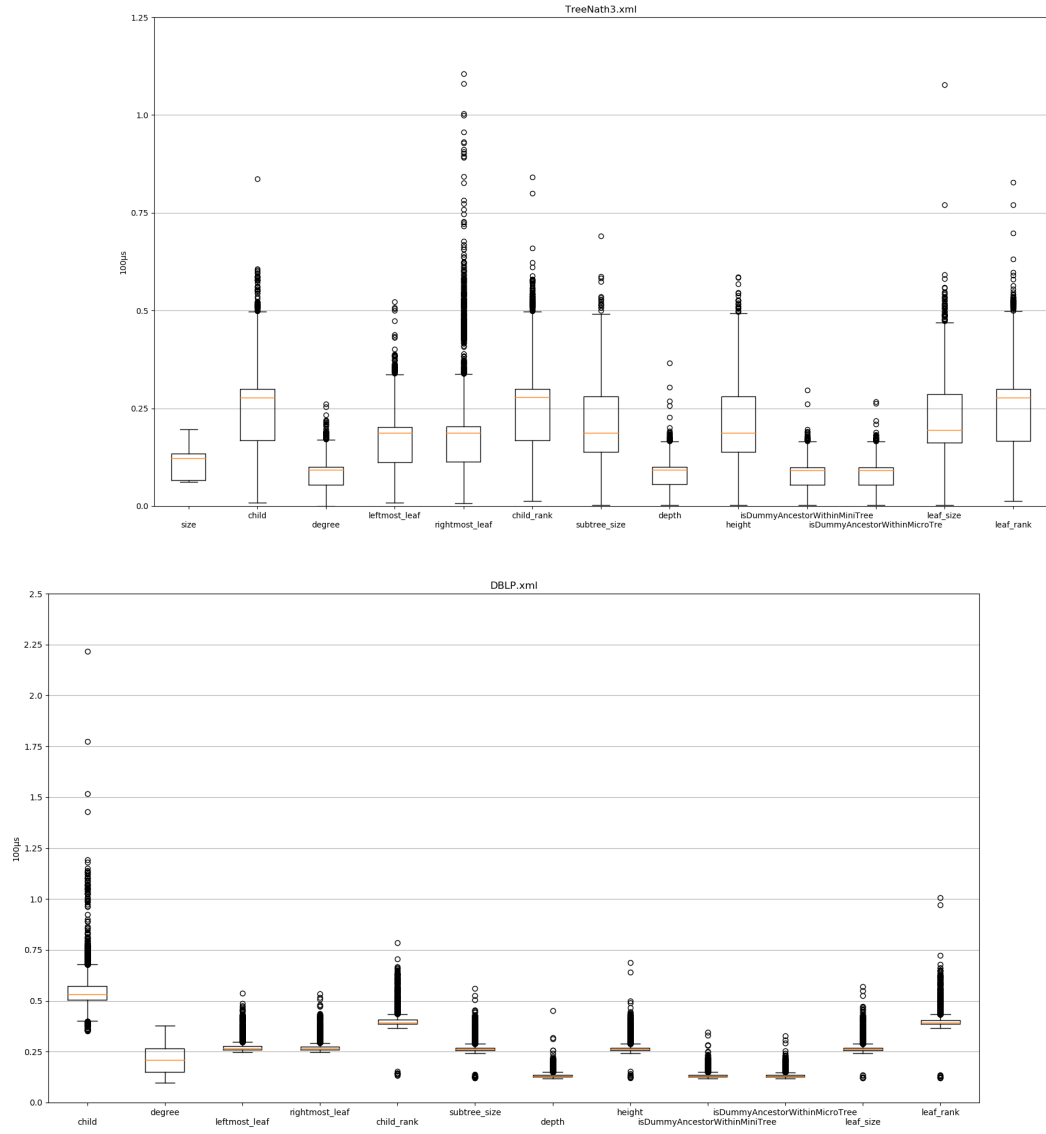 TreeNath3.xml
1.25
1.0
0.75
0.5
0.25
0.0
100µs
size
child
degree
leftmost_leaf
rightmost_leaf
child_rank
subtree_size
depth
height
isDummyAncestorWithinMiniTree
isDummyAncestorWithinMicroTre
leaf_size
leaf_rank
DBLP.xml
2.5
2.25
2.0
1.75
1.5
1.25
1.0
0.75
0.5
0.25
0.0
100µs
child
degree
leftmost_leaf
rightmost_leaf
child_rank
subtree_size
depth
height
isDummyAncestorWithinMiniTree
isDummyAncestorWithinMicroTree
leaf_size
leaf_rank